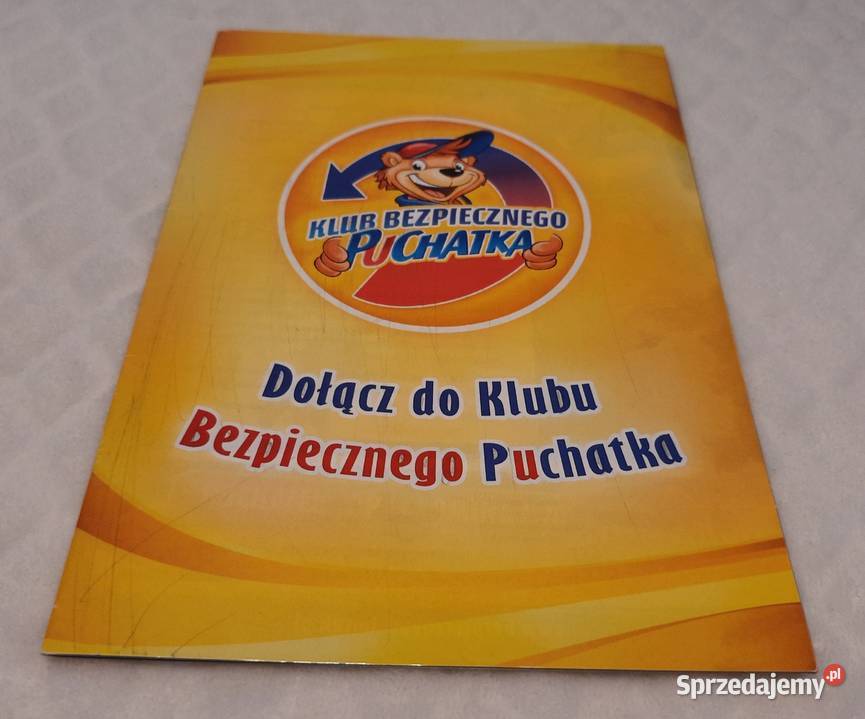 KLUB BEZPIECZNEGO
PUCHATKA
Dołącz do Klubu
Bezpiecznego Puchatka
Sprzedajemy.pl